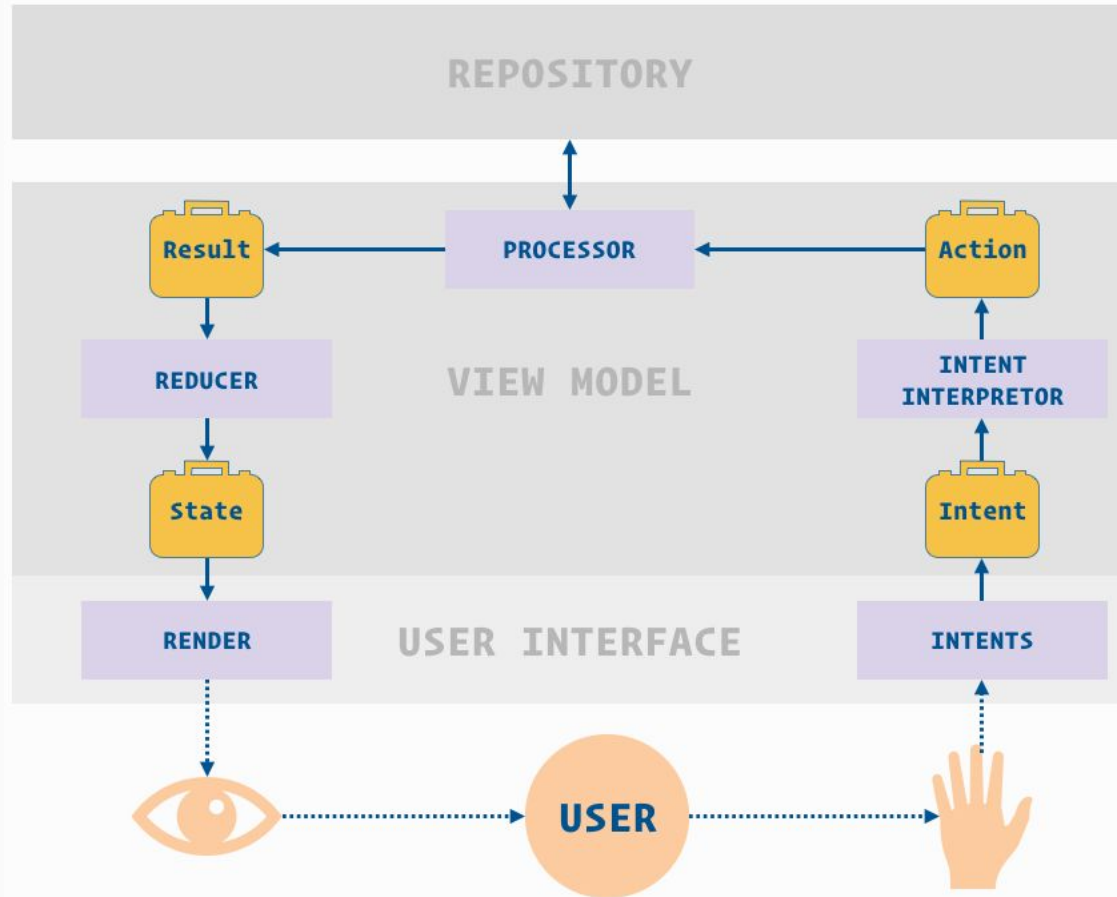 REPOSITORY
Result
PROCESSOR
Action
REDUCER
VIEW MODEL
INTENT
INTERPRETOR
State
Intent
RENDER
USER INTERFACE
INTENTS
USER